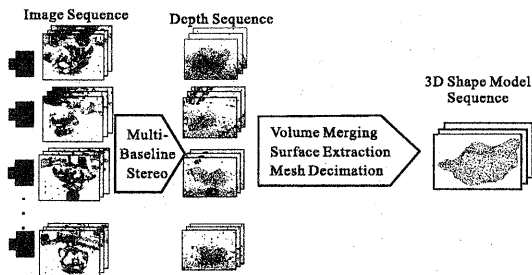 Image Sequence
Depth Sequence
Multi-
Baseline
Stereo
Volume Merging
Surface Extraction
Mesh Decimation
3D Shape Model
Sequence